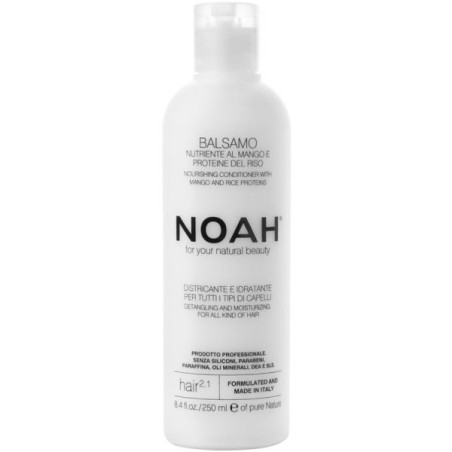 BALSAMO
NUTRIENTE AL MANGO E
PROTEINE DEL RISO
NOURISHING CONDITIONER WITH
MANGO AND RICE PROTEINS
NOAH®
for your natural beauty
DISTRICANTE E IDRATANTE
PER TUTTI I TIPI DI CAPELLI
DETANGLING AND MOISTURIZING,
FOR ALL KIND OF HAIR
PRODOTTO PROFESSIONALE.
SENZA SILICONI, PARABENI,
PARAFFINA, OLI MINERALI, DEA E SLS.
hair2.1
FORMULATED AND
MADE IN ITALY
8.4 fl.oz./250 ml e of pure Nature